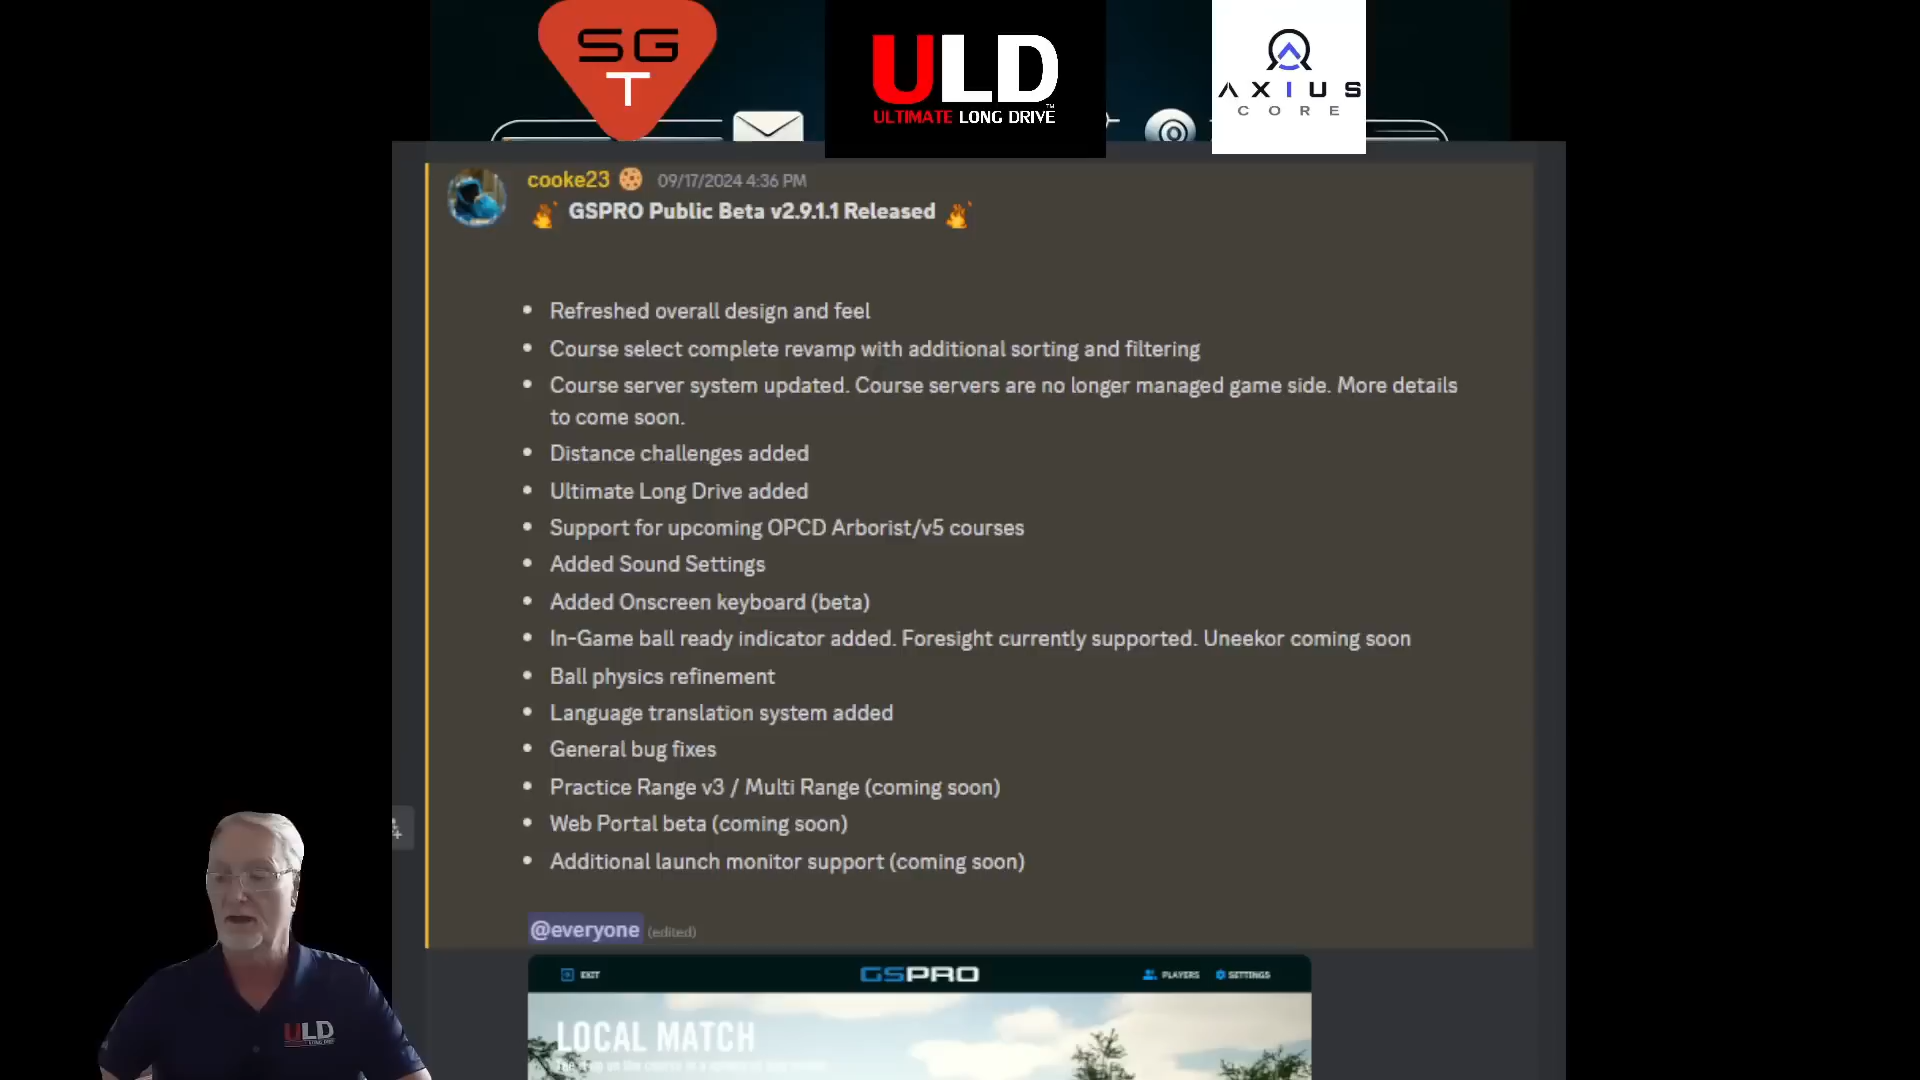 SG
T
ULD
ULTIMATE LONG DRIVE
TM
AXIUS
CORE
cooke23 09/17/2024 4:36 PM
GSPRO Public Beta v2.9.1.1 Released
• Refreshed overall design and feel
• Course select complete revamp with additional sorting and filtering
• Course server system updated. Course servers are no longer managed game side. More details
to come soon.
• Distance challenges added
• Ultimate Long Drive added
• Support for upcoming OPCD Arborist/v5 courses
• Added Sound Settings
• Added Onscreen keyboard (beta)
• In-Game ball ready indicator added. Foresight currently supported. Uneekor coming soon
• Ball physics refinement
• Language translation system added
• General bug fixes
• Practice Range v3 / Multi Range (coming soon)
• Web Portal beta (coming soon)
• Additional launch monitor support (coming soon)
@everyone (edited)
EXIT GSPRO PLAYERS SETTINGS
LOCAL MATCH
ULD